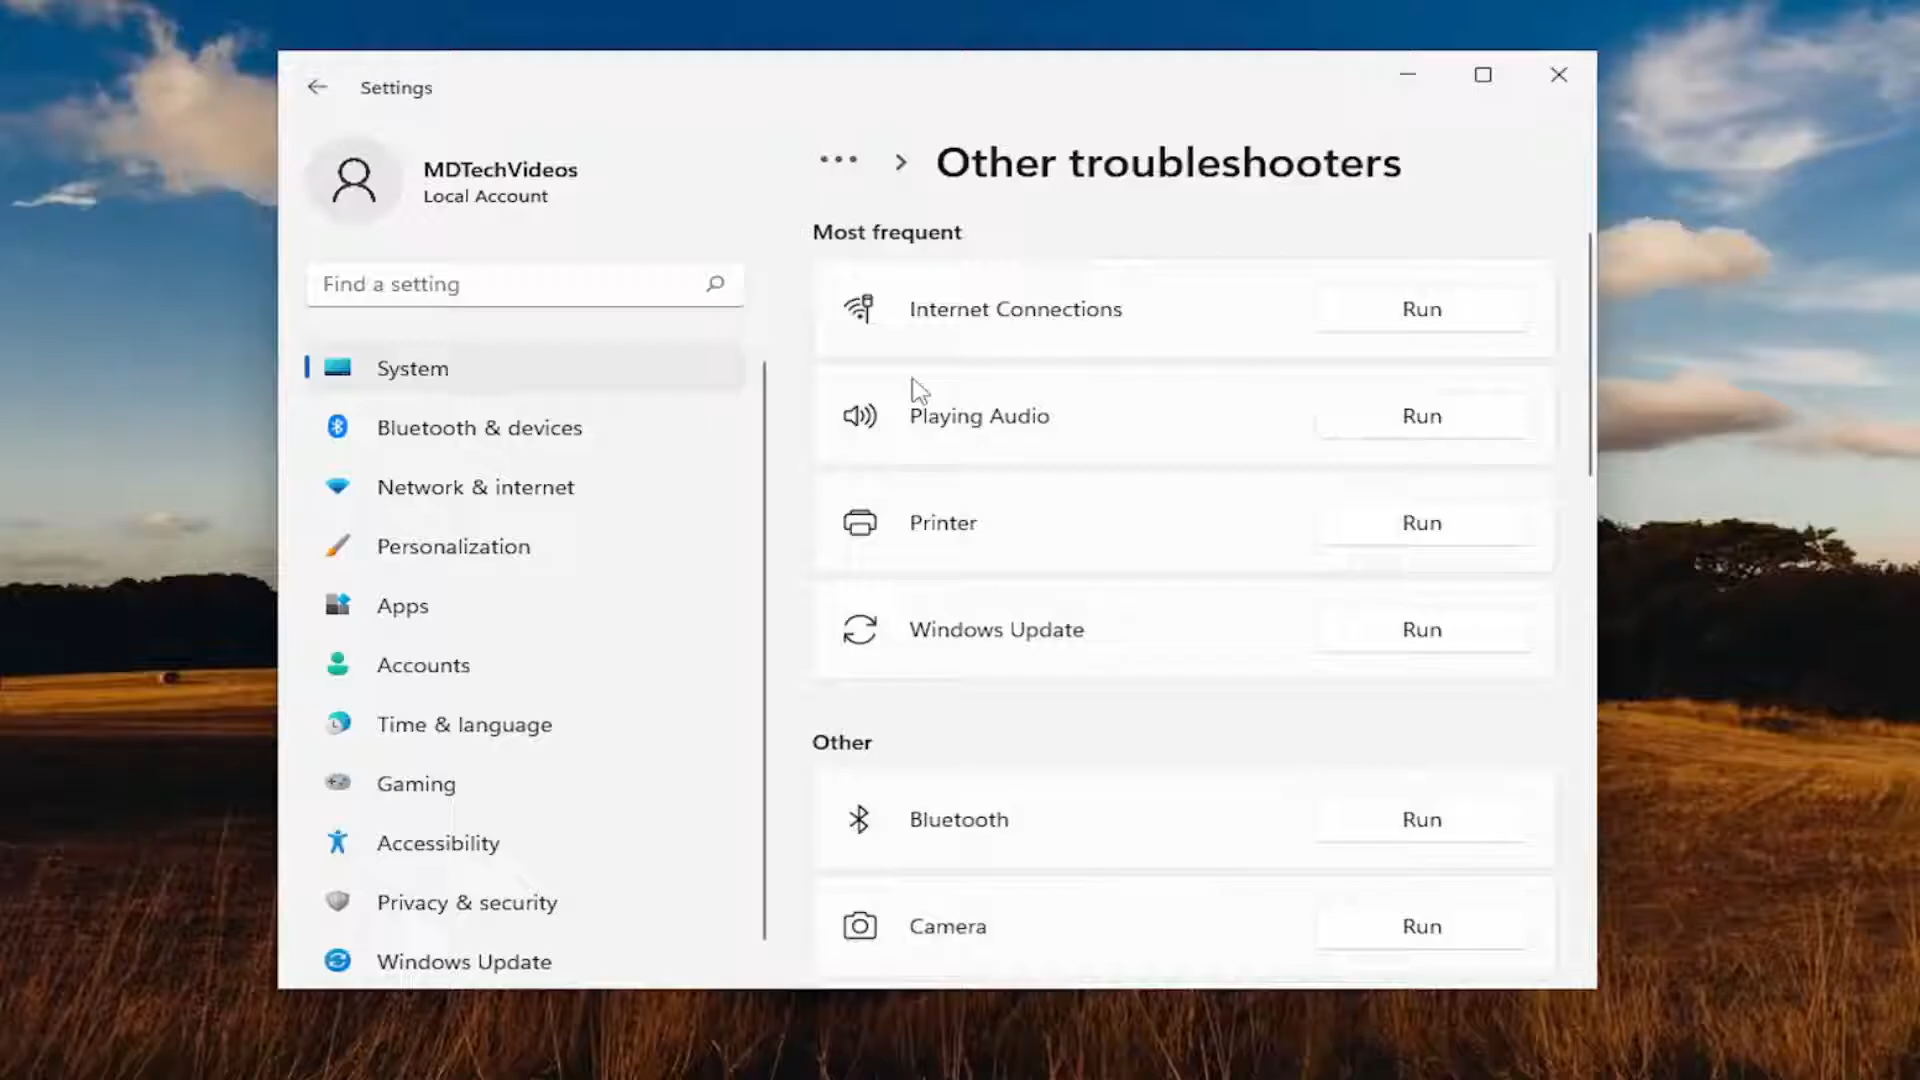 Settings
MDTechVideos
Local Account
Find a setting
System
Bluetooth & devices
Network & internet
Personalization
Apps
Accounts
Time & language
Gaming
Accessibility
Privacy & security
Windows Update
... > Other troubleshooters
Most frequent
Internet Connections Run
Playing Audio Run
Printer Run
Windows Update Run
Other
Bluetooth Run
Camera Run